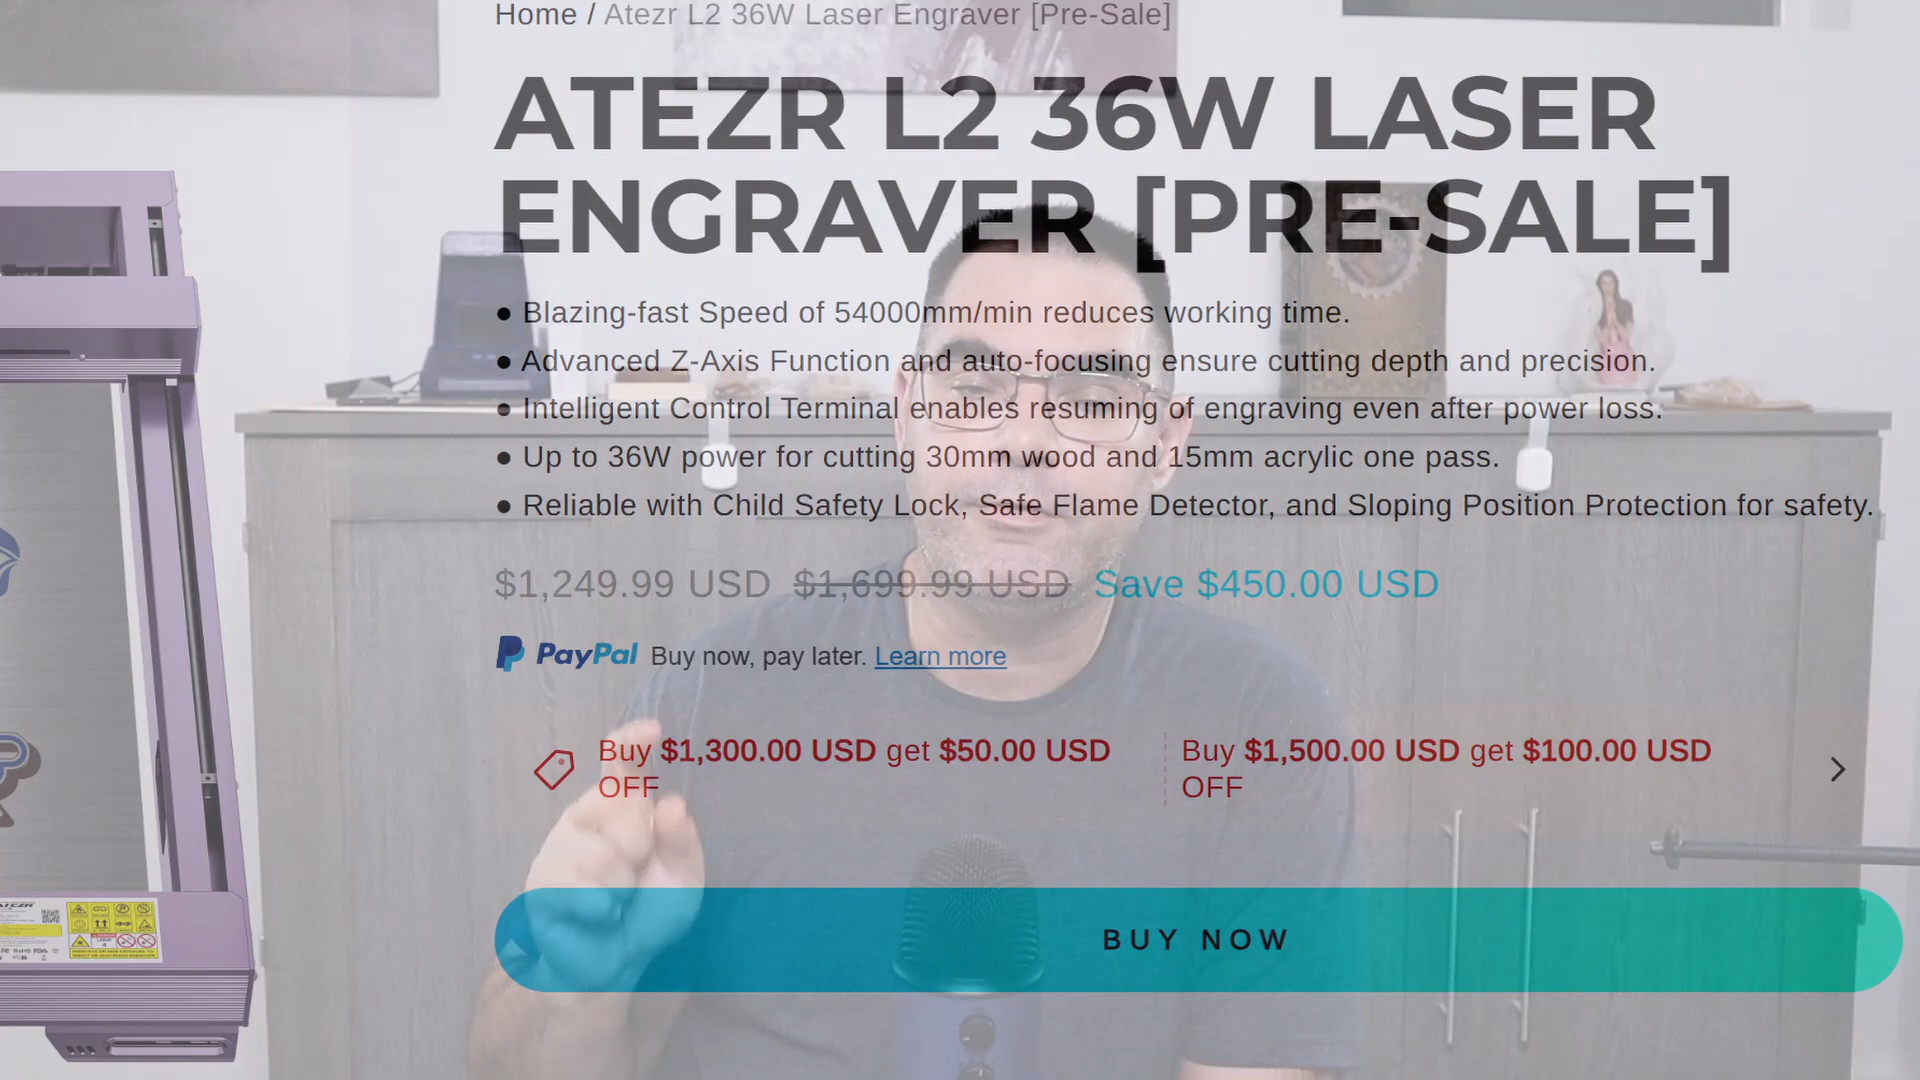 Home / Atezr L2 36W Laser Engraver [Pre-Sale]
ATEZR L2 36W LASER
ENGRAVER [PRE-SALE]
● Blazing-fast Speed of 54000mm/min reduces working time.
● Advanced Z-Axis Function and auto-focusing ensure cutting depth and precision.
● Intelligent Control Terminal enables resuming of engraving even after power loss.
● Up to 36W power for cutting 30mm wood and 15mm acrylic one pass.
● Reliable with Child Safety Lock, Safe Flame Detector, and Sloping Position Protection for safety.
$1,249.99 USD $1,699.99 USD Save $450.00 USD
PayPal Buy now, pay later. Learn more
Buy $1,300.00 USD get $50.00 USD
OFF
Buy $1,500.00 USD get $100.00 USD
OFF
BUY NOW